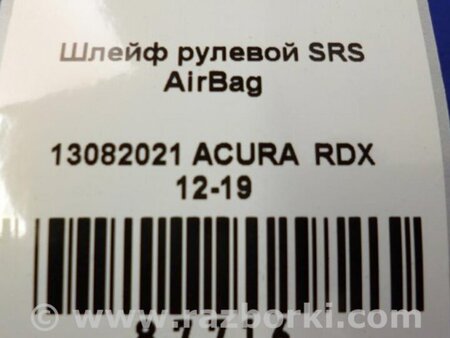 Шлейф рулевой SRS
AirBag
13082021 ACURA RDX
12-19
© www.razborki.com